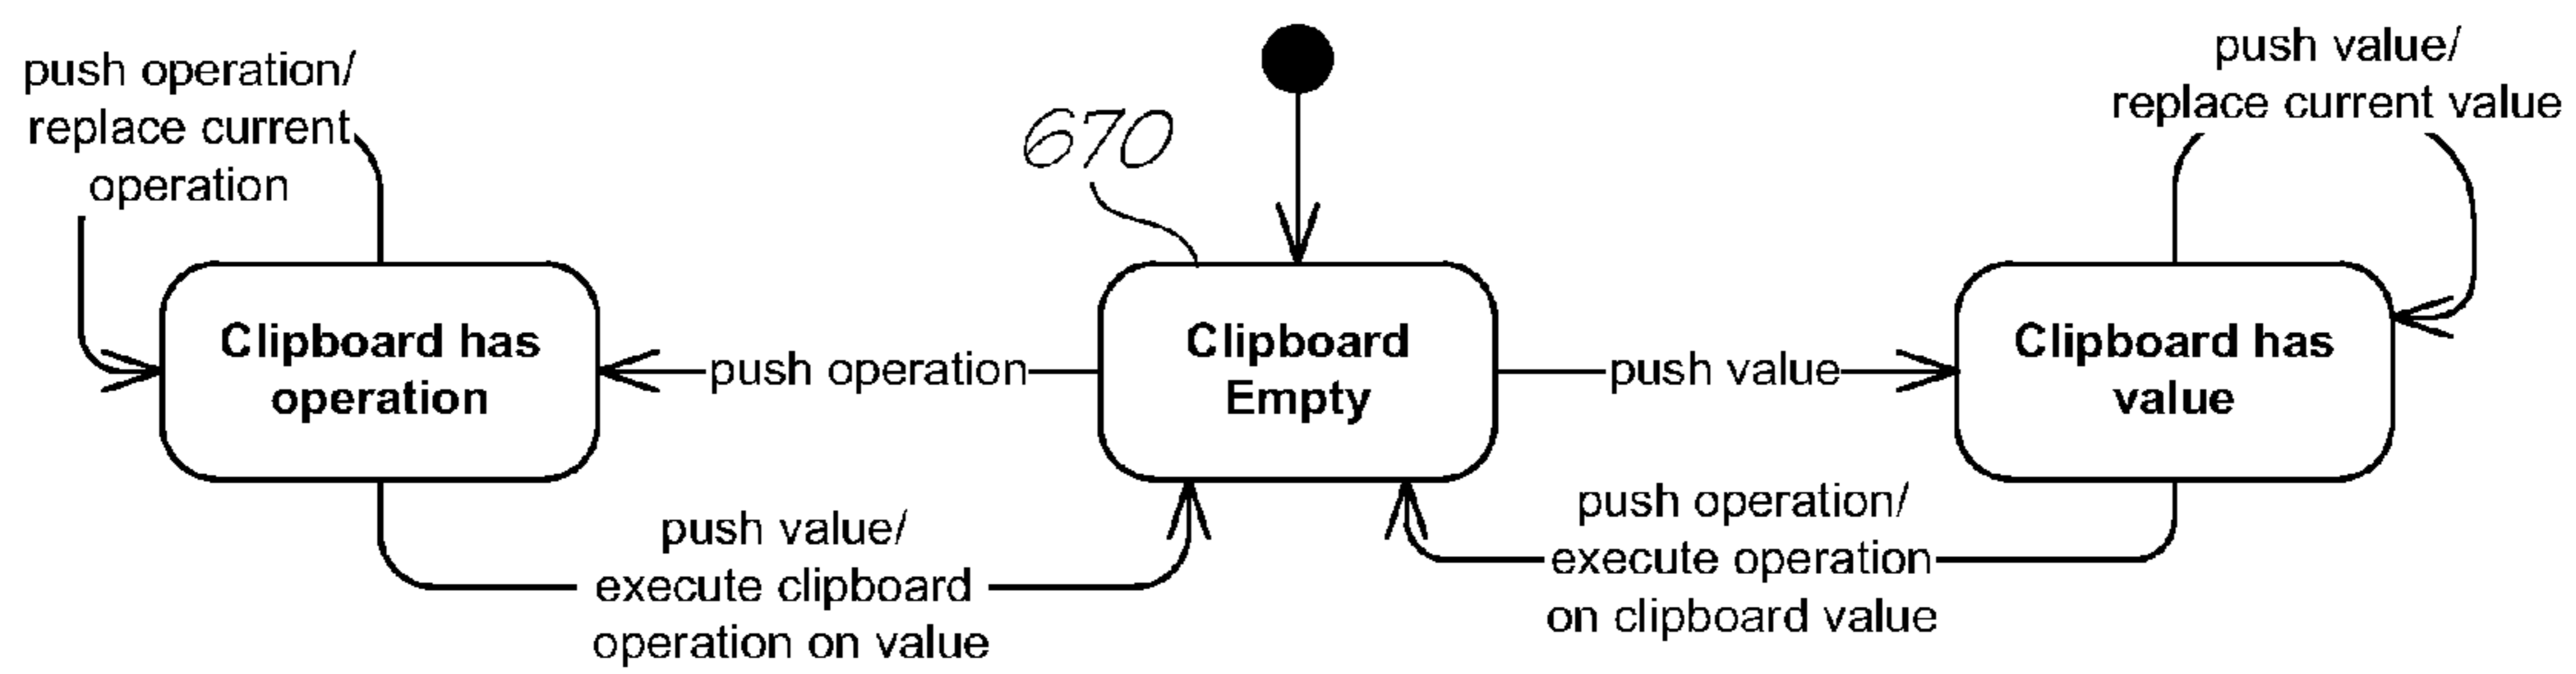 push operation/
replace current
operation
670
push value/
replace current value
Clipboard has
operation
push operation
Clipboard
Empty
push value
Clipboard has
value
push value/
execute clipboard
operation on value
push operation/
execute operation
on clipboard value